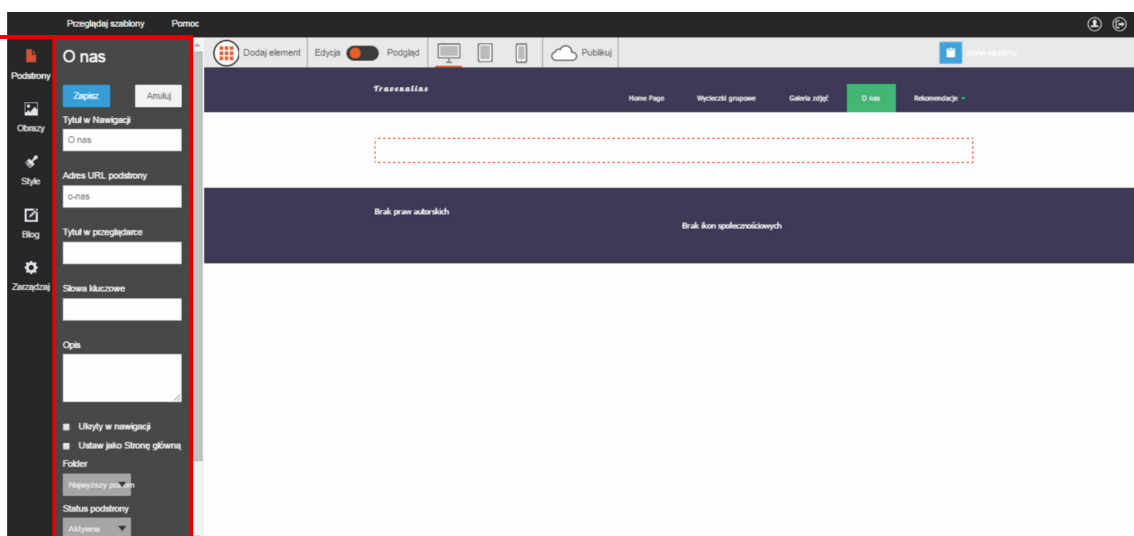 Przeglądaj szablony Pomoc
Podstrony
Obrazy
Style
Blog
Zarządzaj
O nas
Zapisz Anuluj
Tytuł w Nawigacji
O nas
Adres URL podstrony
o-nas
Tytuł w przeglądarce
Słowa kluczowe
Opis
Ukryty w nawigacji
Ustaw jako Stronę główną
Folder
Najwyższy poziom
Status podstrony
Aktywna
Dodaj element Edycja Podgląd Publikuj
Travenaline
Home Page Wycieczki grupowe Galeria zdjęć O nas Rekomendacje
Brak praw autorskich
Brak ikon społecznościowych